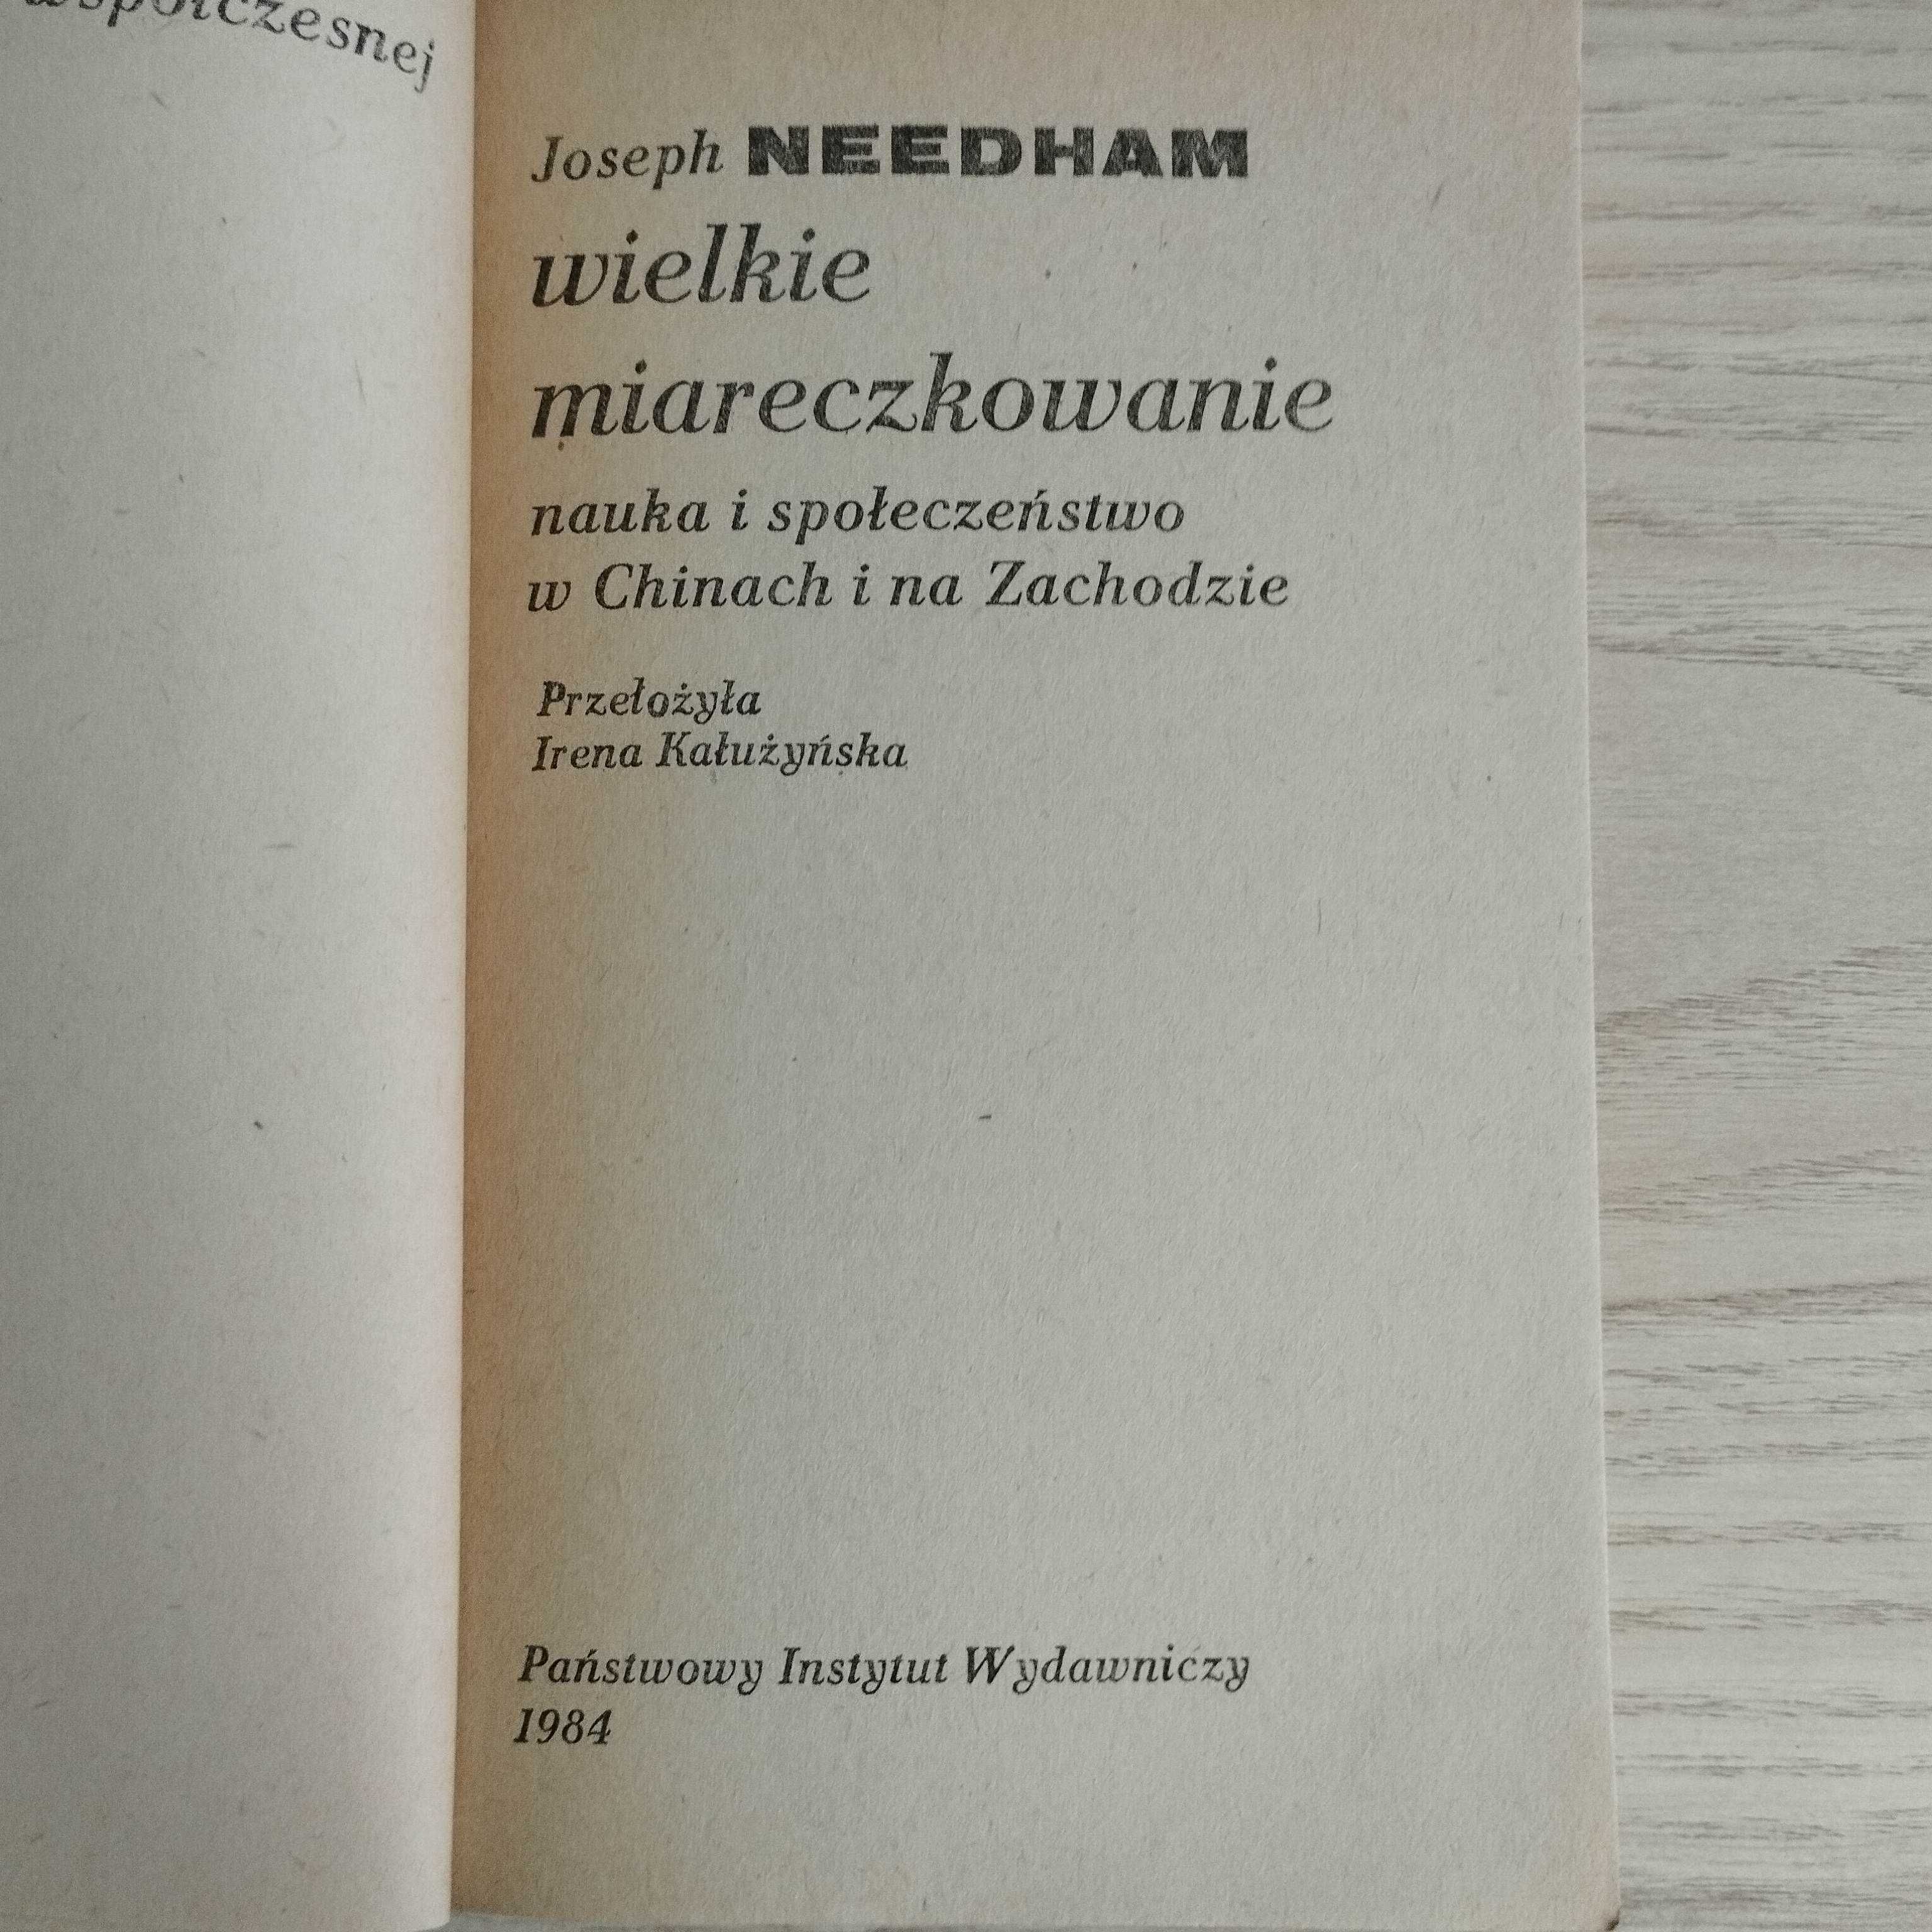 współczesnej
Joseph NEEDHAM
wielkie
miareczkowanie
nauka i społeczeństwo
w Chinach i na Zachodzie
Przełożyła
Irena Kałużyńska
Państwowy Instytut Wydawniczy
1984